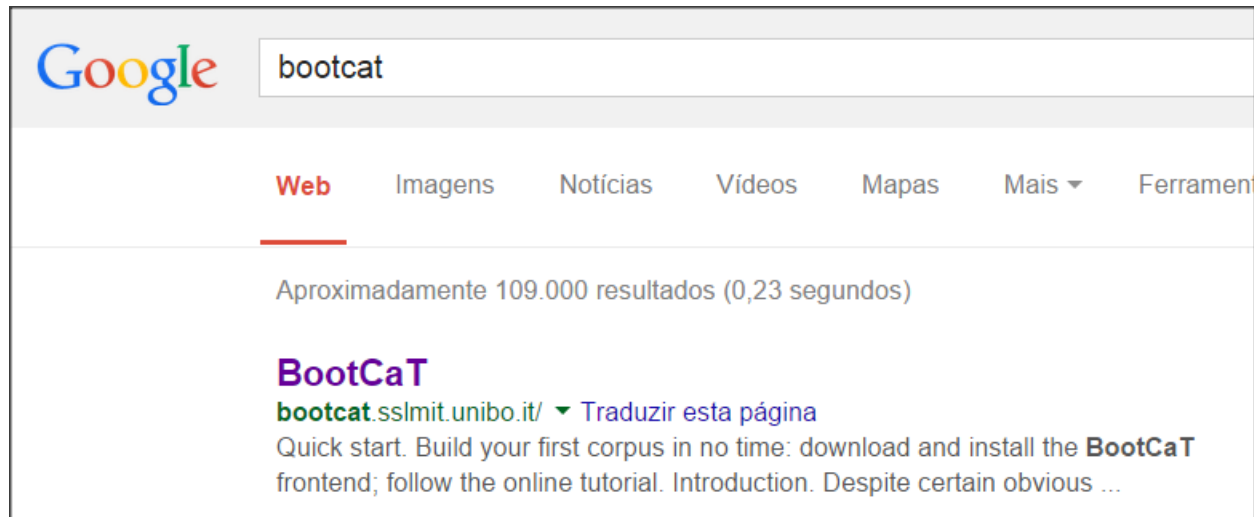 Google bootcat
Web Imagens Notícias Vídeos Mapas Mais Ferrament
Aproximadamente 109.000 resultados (0,23 segundos)
BootCaT
bootcat.sslmit.unibo.it/ Traduzir esta página
Quick start. Build your first corpus in no time: download and install the BootCaT
frontend; follow the online tutorial. Introduction. Despite certain obvious ...